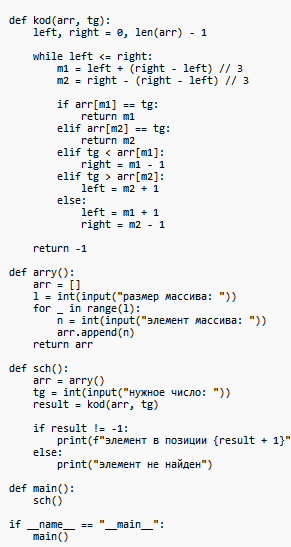 def kod(arr, tg):
    left, right = 0, len(arr) - 1

    while left <= right:
        m1 = left + (right - left) // 3
        m2 = right - (right - left) // 3

        if arr[m1] == tg:
            return m1
        elif arr[m2] == tg:
            return m2
        elif tg < arr[m1]:
            right = m1 - 1
        elif tg > arr[m2]:
            left = m2 + 1
        else:
            left = m1 + 1
            right = m2 - 1

    return -1

def arry():
    arr = []
    l = int(input("размер массива: "))
    for _ in range(l):
        n = int(input("элемент массива: "))
        arr.append(n)
    return arr

def sch():
    arr = arry()
    tg = int(input("нужное число: "))
    result = kod(arr, tg)

    if result != -1:
        print(f"элемент в позиции {result + 1}"
    else:
        print("элемент не найден")

def main():
    sch()

if __name__ == "__main__":
    main()